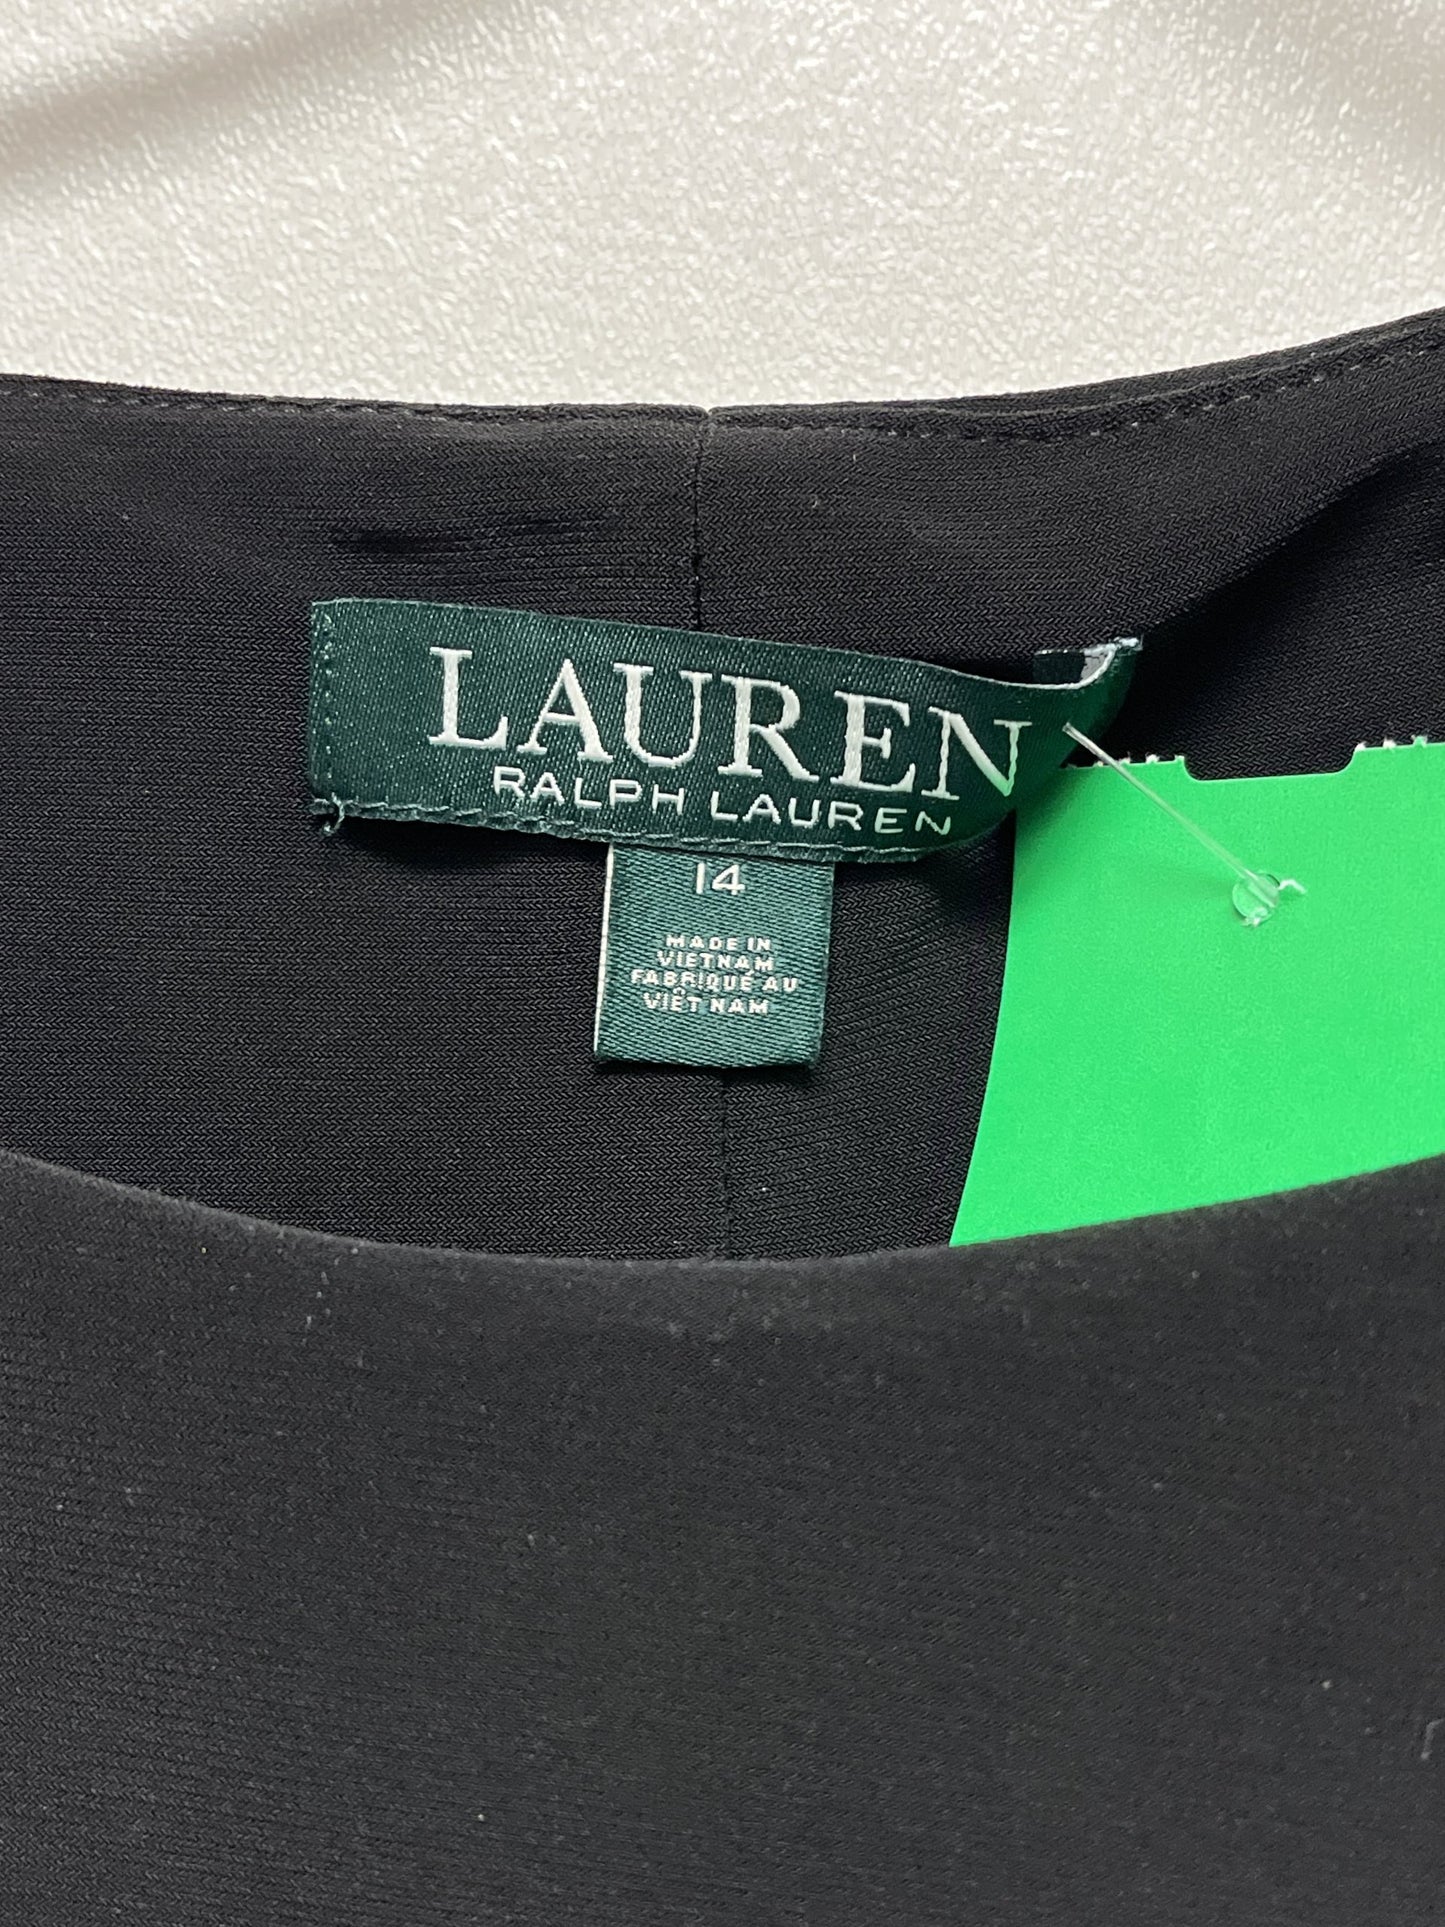 LAUREN
RALPH LAUREN
14
MADE IN
VIETNAM
FABRIQUÉ AU
VIÊT NAM